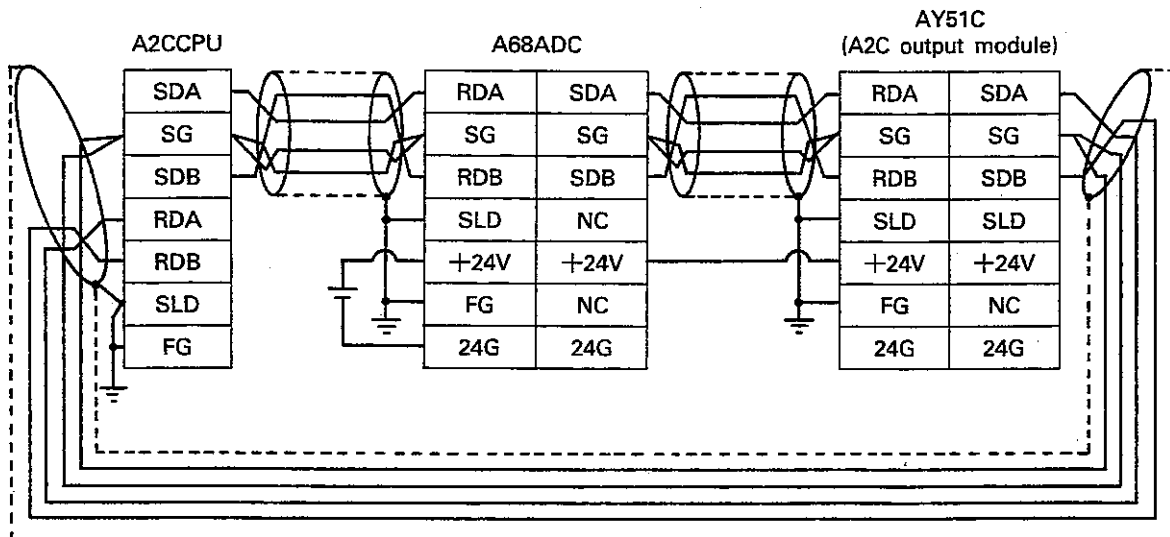 A2CCPU
SDA
SG
SDB
RDA
RDB
SLD
FG
A68ADC
RDA SDA
SG SG
RDB SDB
SLD NC
+24V +24V
FG NC
24G 24G
AY51C
(A2C output module)
RDA SDA
SG SG
RDB SDB
SLD SLD
+24V +24V
FG NC
24G 24G